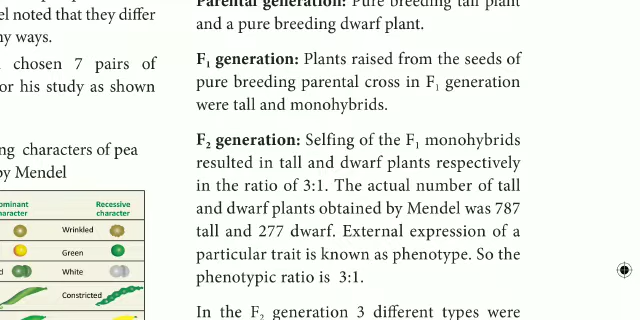 el noted that they differ
ny ways.
chosen 7 pairs of
or his study as shown
ng characters of pea
by Mendel
ominant
character
Recessive
character
Wrinkled
Green
White
Constricted
Parental generation: Pure breeding tall plant
and a pure breeding dwarf plant.
F₁ generation: Plants raised from the seeds of
pure breeding parental cross in F₁ generation
were tall and monohybrids.
F₂ generation: Selfing of the F₁ monohybrids
resulted in tall and dwarf plants respectively
in the ratio of 3:1. The actual number of tall
and dwarf plants obtained by Mendel was 787
tall and 277 dwarf. External expression of a
particular trait is known as phenotype. So the
phenotypic ratio is 3:1.
In the F₂ generation 3 different types were